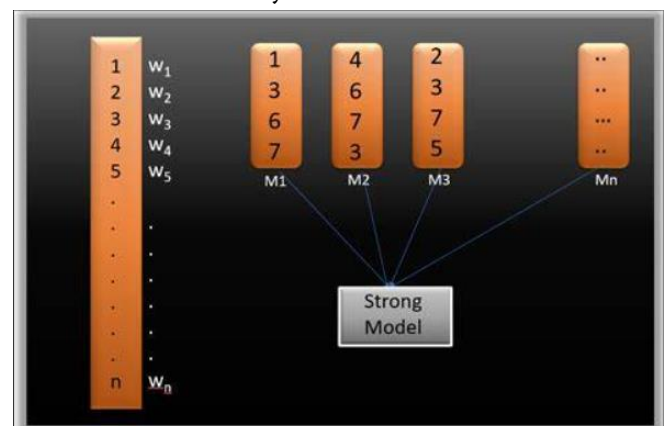 1 w1
2 w2
3 w3
4 w4
5 w5
. .
. .
. .
. .
. .
. .
. .
n wn
1 4 2 ..
3 6 3 ..
6 7 7 ...
7 3 5 ..
M1 M2 M3 Mn
Strong
Model